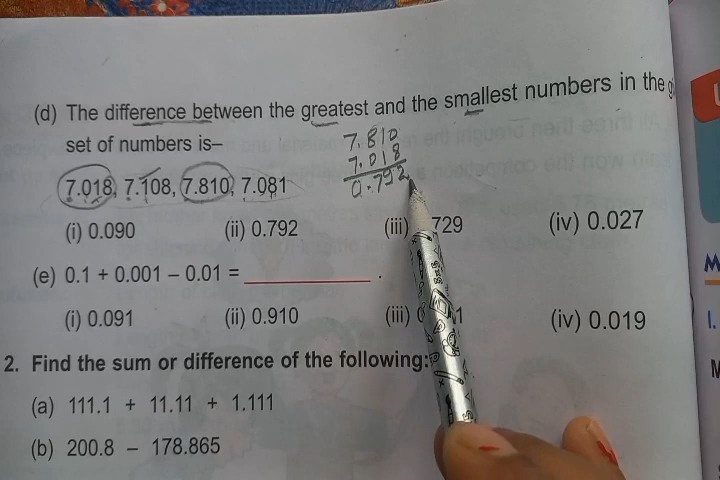 (d) The difference between the greatest and the smallest numbers in the
set of numbers is–
7.810
7.018
0.792
7.018, 7.108, 7.810, 7.081
(i) 0.090 (ii) 0.792 (iii) 729 (iv) 0.027
(e) 0.1 + 0.001 – 0.01 = ____________ .
(i) 0.091 (ii) 0.910 (iii) 1 (iv) 0.019
2. Find the sum or difference of the following:
(a) 111.1 + 11.11 + 1.111
(b) 200.8 – 178.865
M
I.